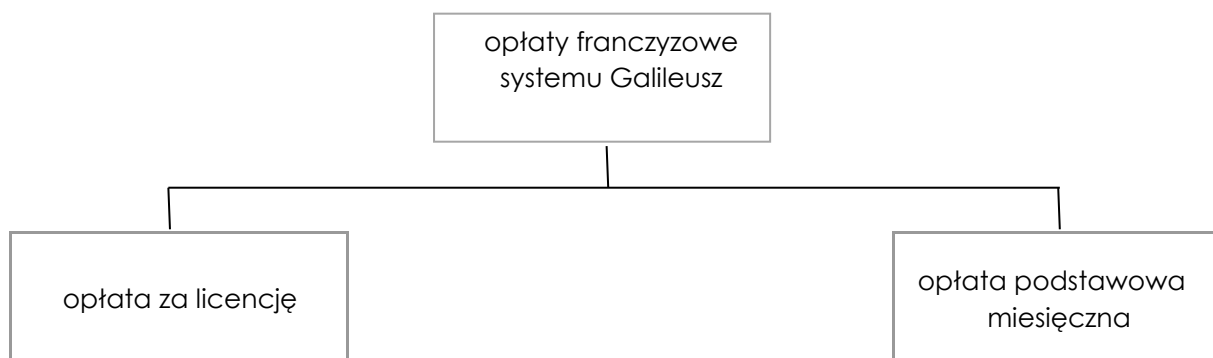 opłaty franczyzowe
systemu Galileusz
opłata za licencję
opłata podstawowa
miesięczna